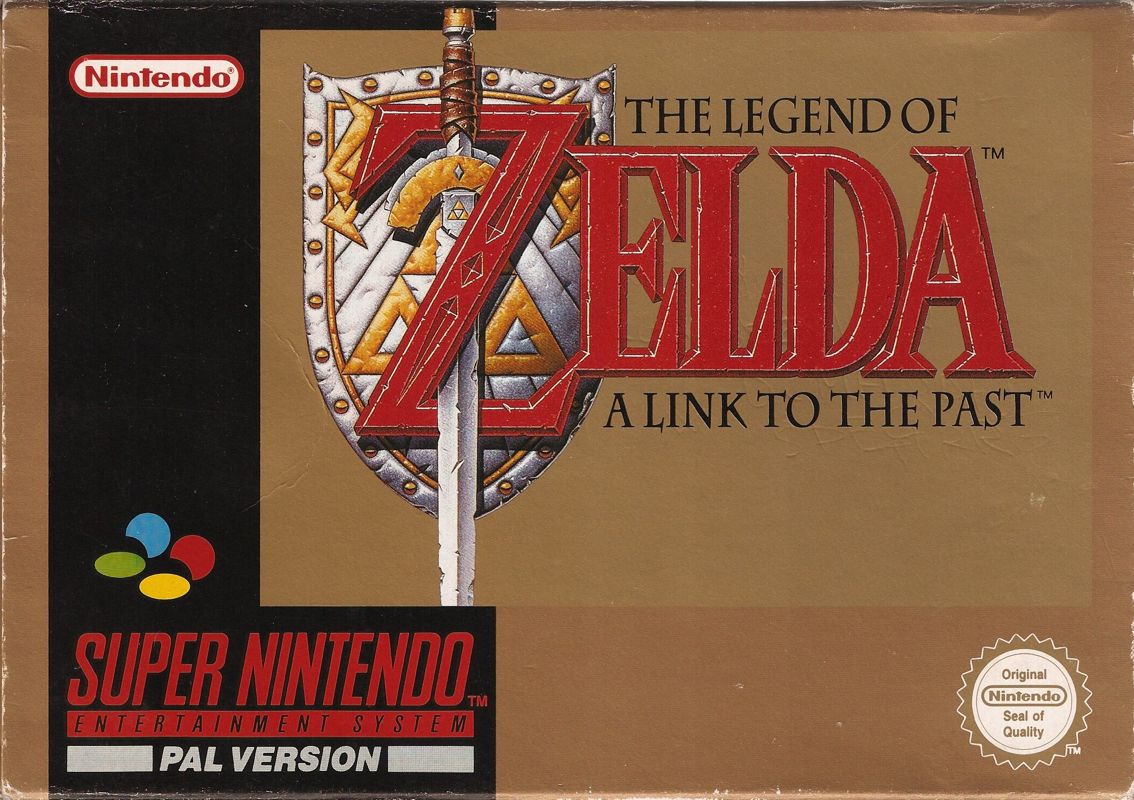 Nintendo®
THE LEGEND OF
ZELDA™
A LINK TO THE PAST™
SUPER NINTENDO™
ENTERTAINMENT SYSTEM
PAL VERSION
Original
Nintendo
Seal of
Quality
TM